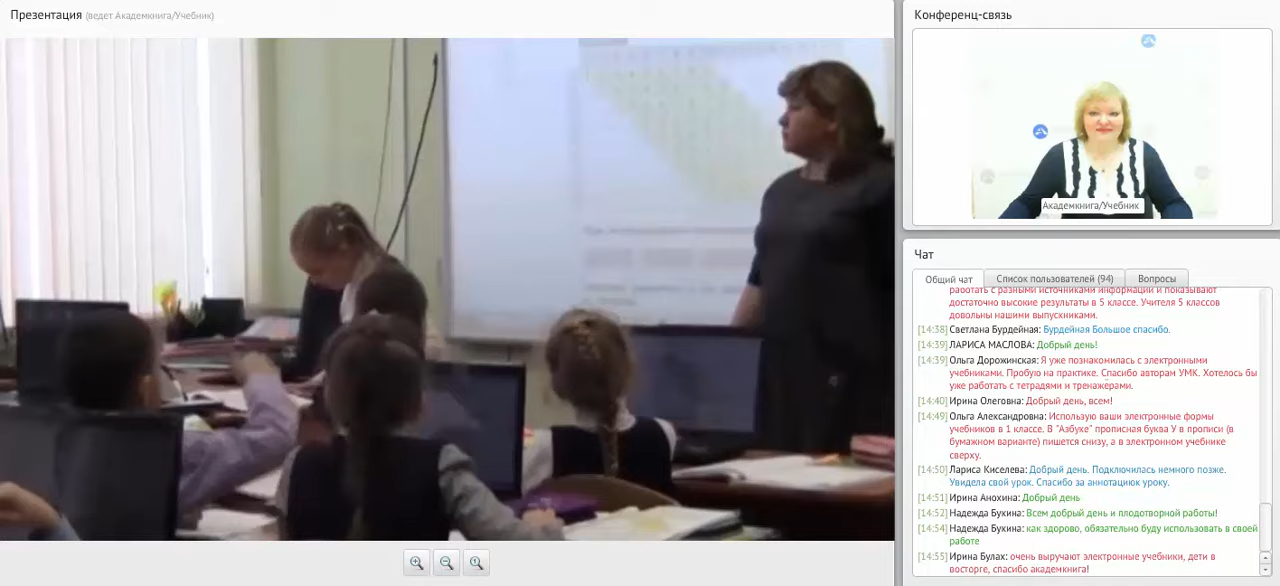 Презентация (ведет Академкнига/Учебник)
Конференц-связь
Академкнига/Учебник
Чат
Общий чат
Список пользователей (94)
Вопросы
работать с разными источниками информации и показывают
достаточно высокие результаты в 5 классе. Учителя 5 классов
довольны нашими выпускниками.
[14:38] Светлана Бурдейная: Бурдейная Большое спасибо.
[14:39] ЛАРИСА МАСЛОВА: Добрый день!
[14:39] Ольга Дорожинская: Я уже познакомилась с электронными
учебниками. Пробую на практике. Спасибо авторам УМК. Хотелось бы
уже работать с тетрадями и тренажёрами.
[14:40] Ирина Олеговна: Добрый день, всем!
[14:49] Ольга Александровна: Использую ваши электронные формы
учебников в 1 классе. В "Азбуке" прописная буква У в прописи (в
бумажном варианте) пишется снизу, а в электронном учебнике
сверху.
[14:50] Лариса Киселева: Добрый день. Подключилась немного позже.
Увидела свой урок. Спасибо за аннотациюк уроку.
[14:51] Ирина Анохина: Добрый день
[14:52] Надежда Букина: Всем добрый день и плодотворной работы!
[14:54] Надежда Букина: как здорово, обязательно буду использовать в своей
работе
[14:55] Ирина Булах: очень выручают электронные учебники, дети в
восторге, спасибо академкнига!